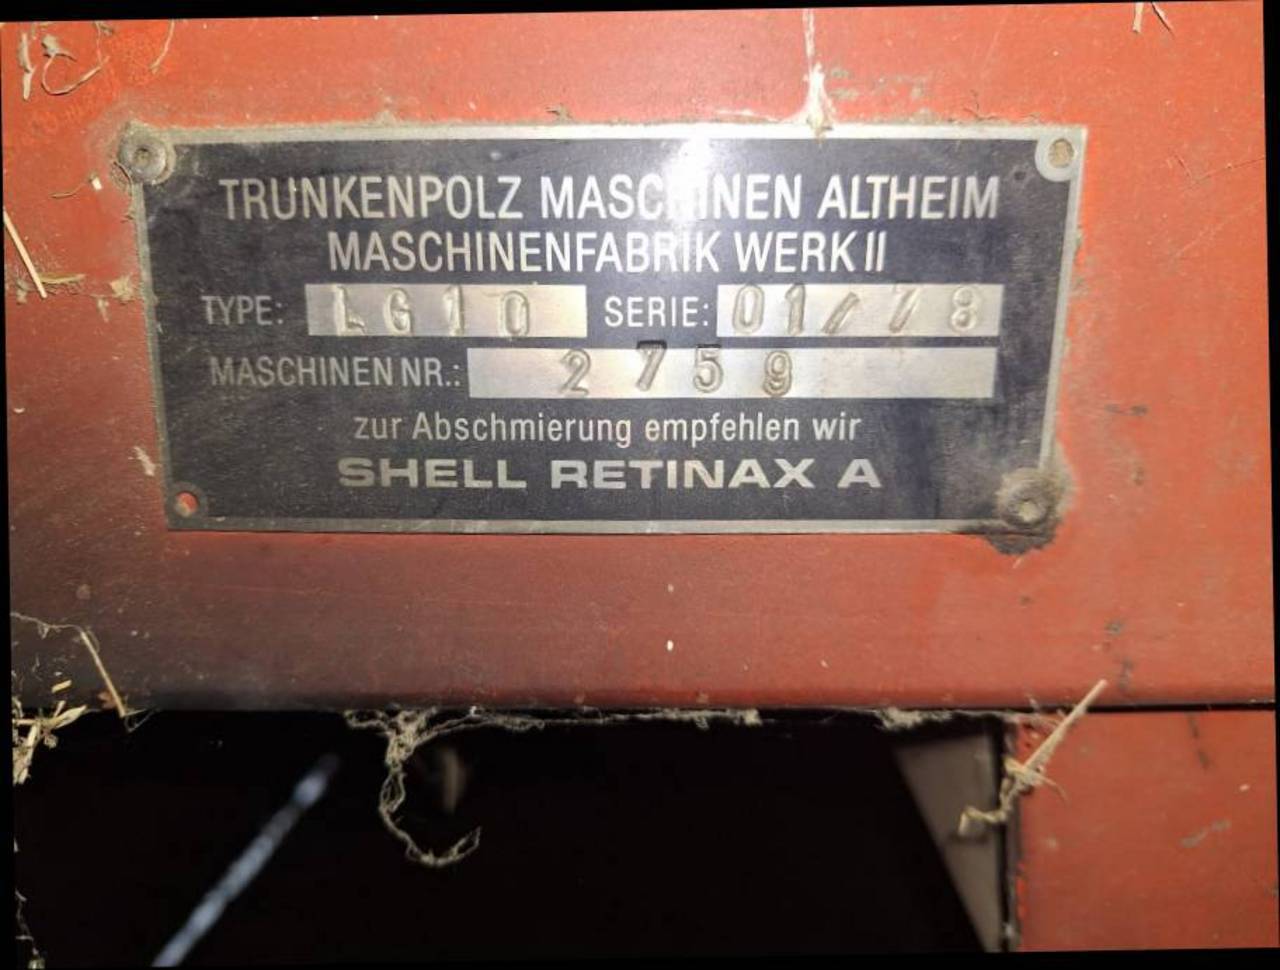 TRUNKENPOLZ MASCHINEN ALTHEIM
MASCHINENFABRIK WERK II
TYPE: LG10 SERIE: 01/78
MASCHINEN NR.: 2759
zur Abschmierung empfehlen wir
SHELL RETINAX A